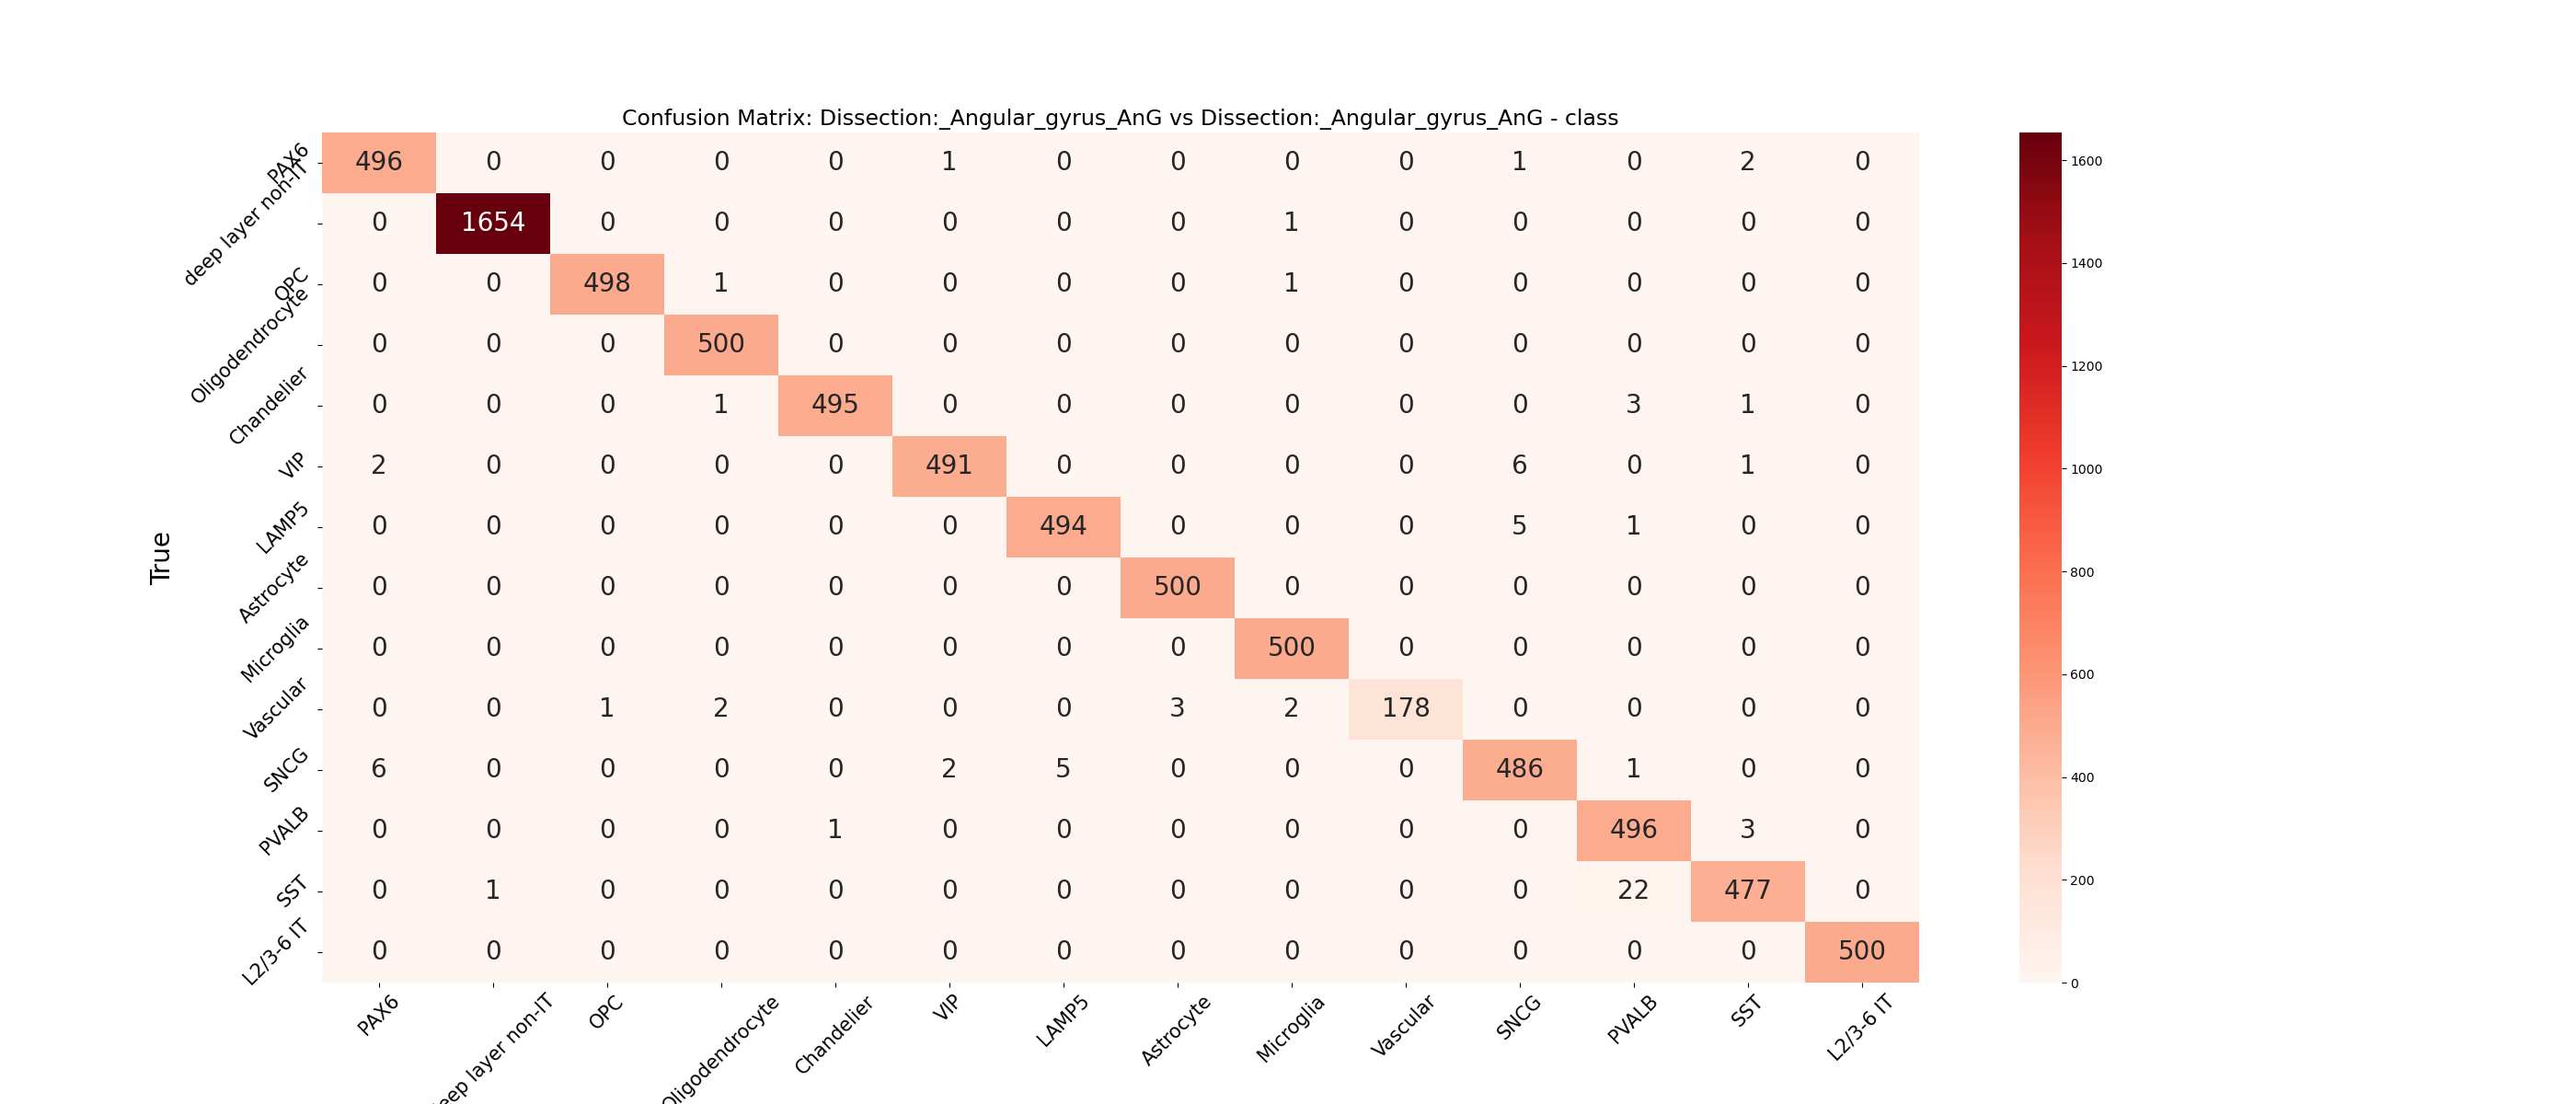 Confusion Matrix: Dissection:_Angular_gyrus_AnG vs Dissection:_Angular_gyrus_AnG - class
True
PAX6 496 0 0 0 0 1 0 0 0 0 1 0 2 0
deep layer non-IT 0 1654 0 0 0 0 0 0 1 0 0 0 0 0
OPC 0 0 498 1 0 0 0 0 1 0 0 0 0 0
Oligodendrocyte 0 0 0 500 0 0 0 0 0 0 0 0 0 0
Chandelier 0 0 0 1 495 0 0 0 0 0 0 3 1 0
VIP 2 0 0 0 0 491 0 0 0 0 6 0 1 0
LAMP5 0 0 0 0 0 0 494 0 0 0 5 1 0 0
Astrocyte 0 0 0 0 0 0 0 500 0 0 0 0 0 0
Microglia 0 0 0 0 0 0 0 0 500 0 0 0 0 0
Vascular 0 0 1 2 0 0 0 3 2 178 0 0 0 0
SNCG 6 0 0 0 0 2 5 0 0 0 486 1 0 0
PVALB 0 0 0 0 1 0 0 0 0 0 0 496 3 0
SST 0 1 0 0 0 0 0 0 0 0 0 22 477 0
L2/3-6 IT 0 0 0 0 0 0 0 0 0 0 0 0 0 500
PAX6
layer non-IT
OPC
Oligodendrocyte
Chandelier
VIP
LAMP5
Astrocyte
Microglia
Vascular
SNCG
PVALB
SST
L2/3-6 IT
1600
1400
1200
1000
800
600
400
200
0